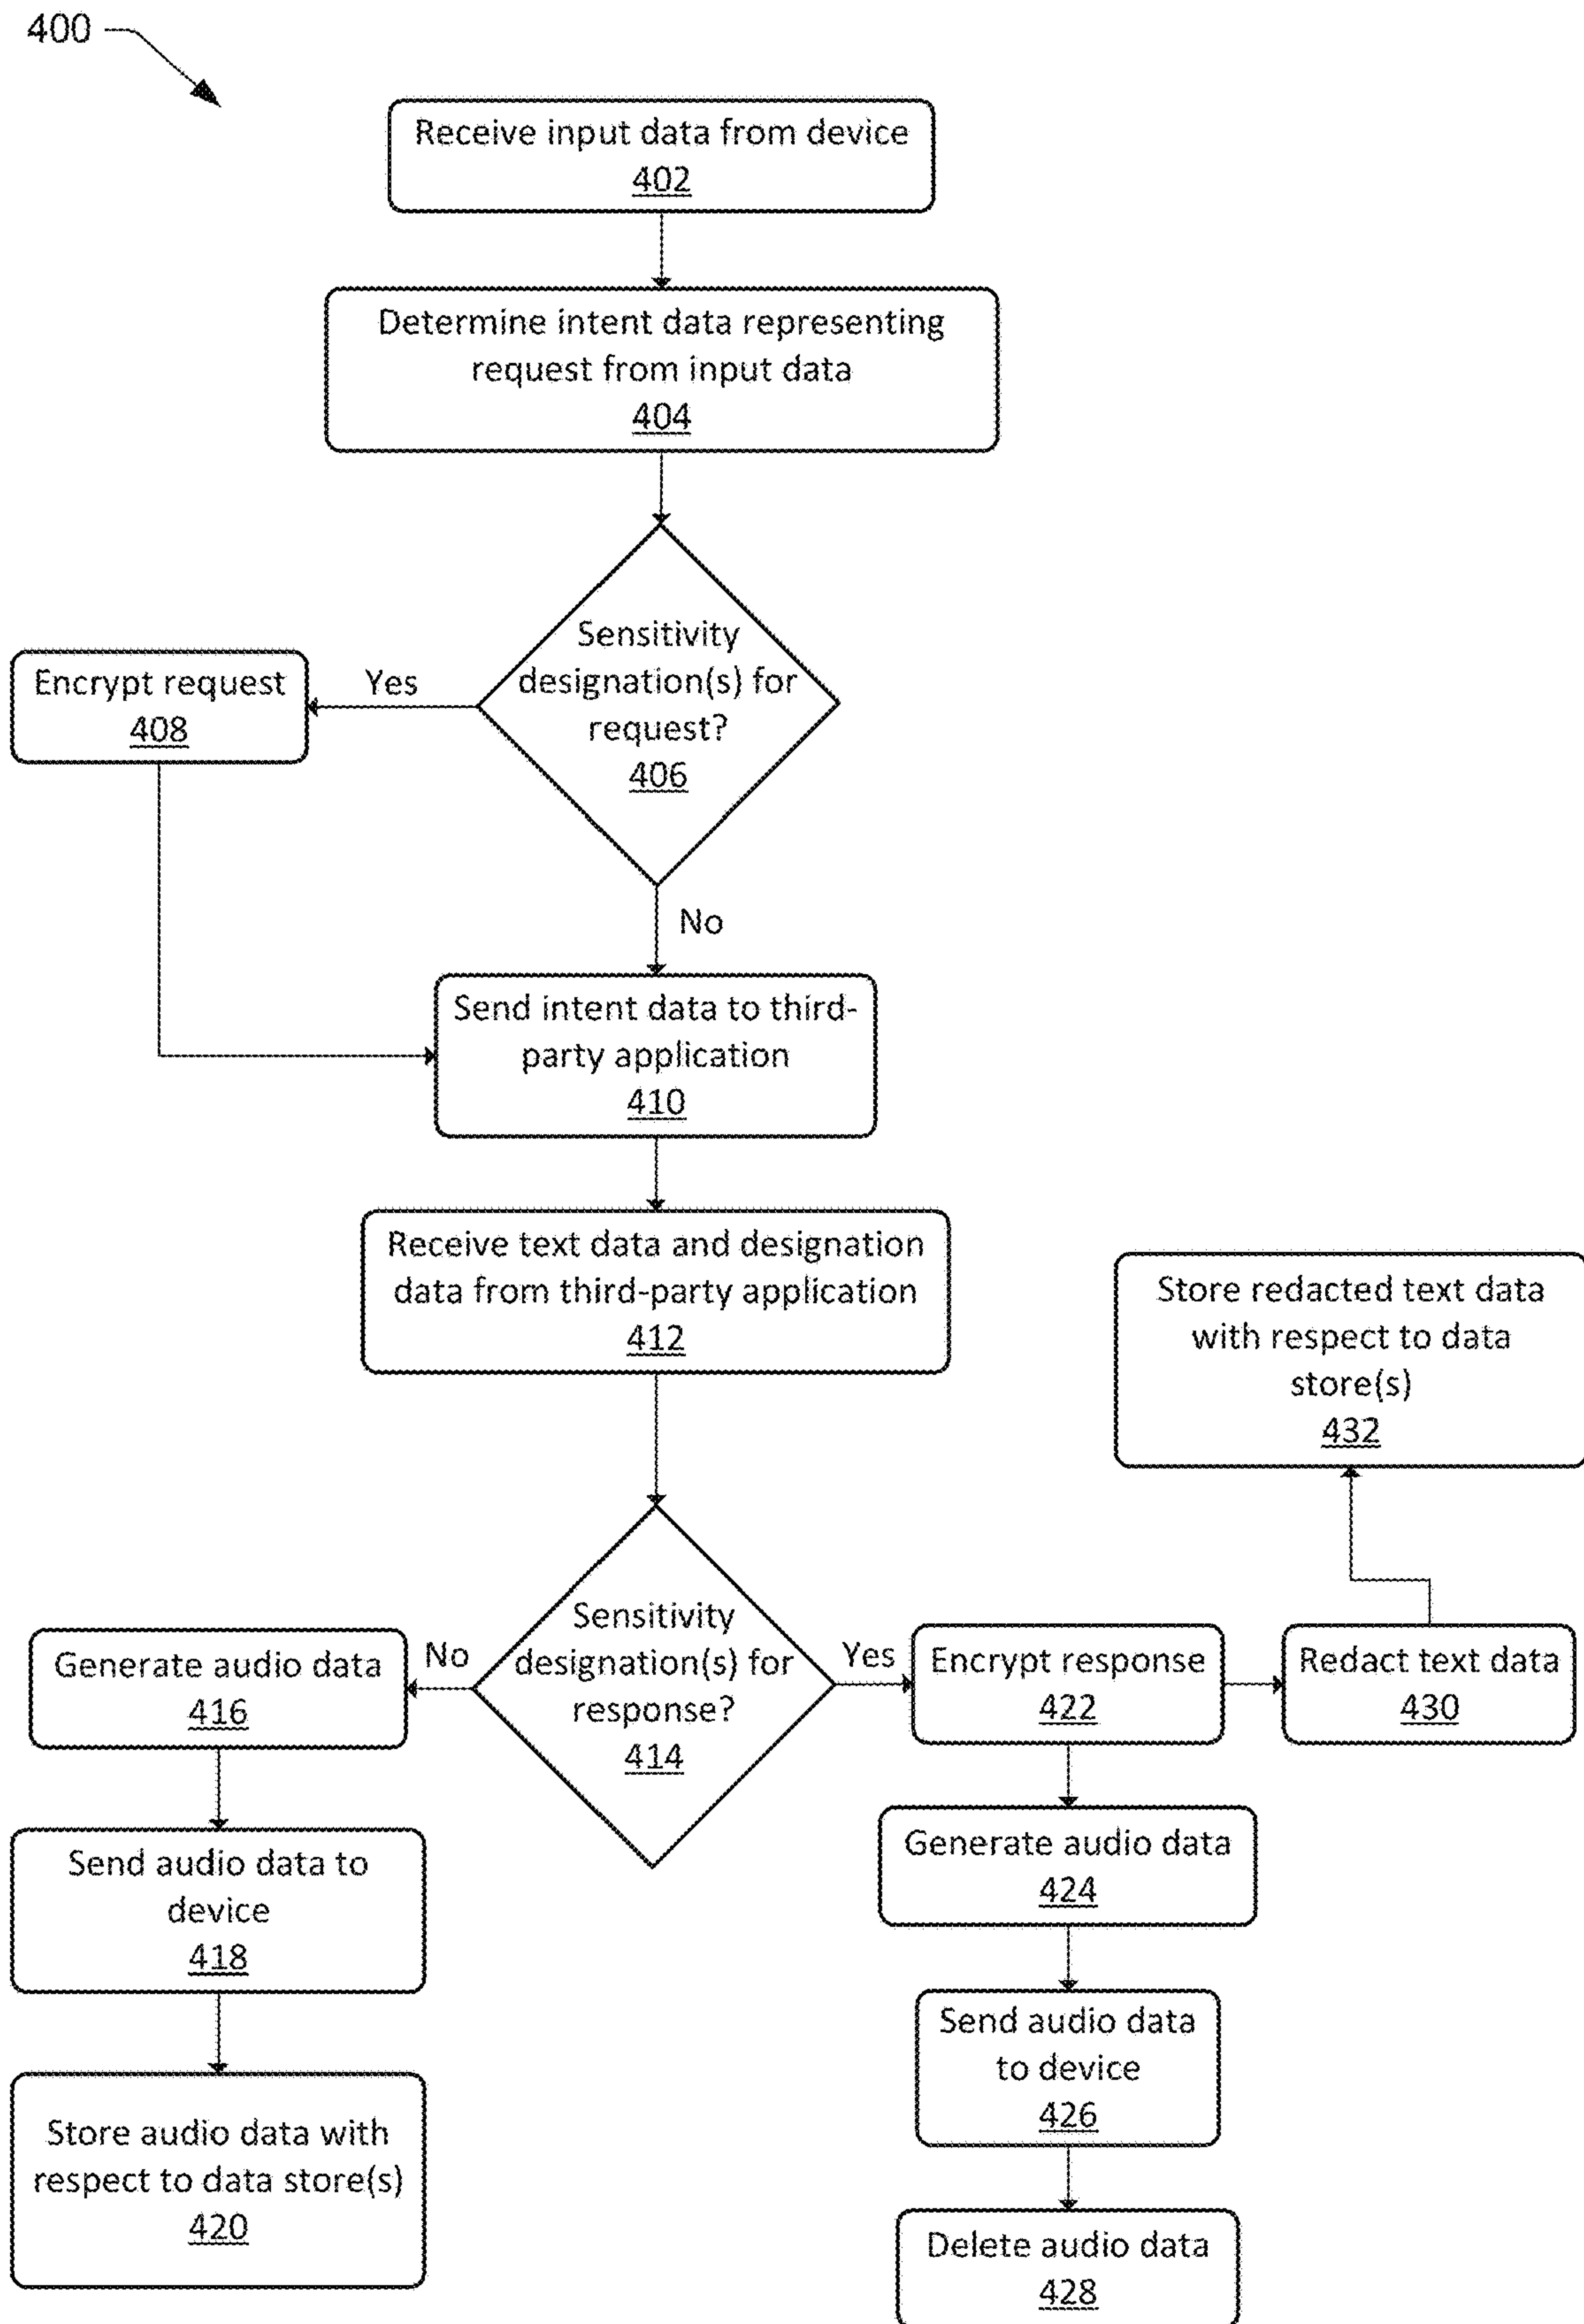 400
Receive input data from device
402
Determine intent data representing
request from input data
404
Sensitivity
designation(s) for
request?
406
Yes
Encrypt request
408
No
Send intent data to third-
party application
410
Receive text data and designation
data from third-party application
412
Store redacted text data
with respect to data
store(s)
432
Sensitivity
designation(s) for
response?
414
No
Generate audio data
416
Send audio data to
device
418
Store audio data with
respect to data store(s)
420
Yes
Encrypt response
422
Redact text data
430
Generate audio data
424
Send audio data
to device
426
Delete audio data
428